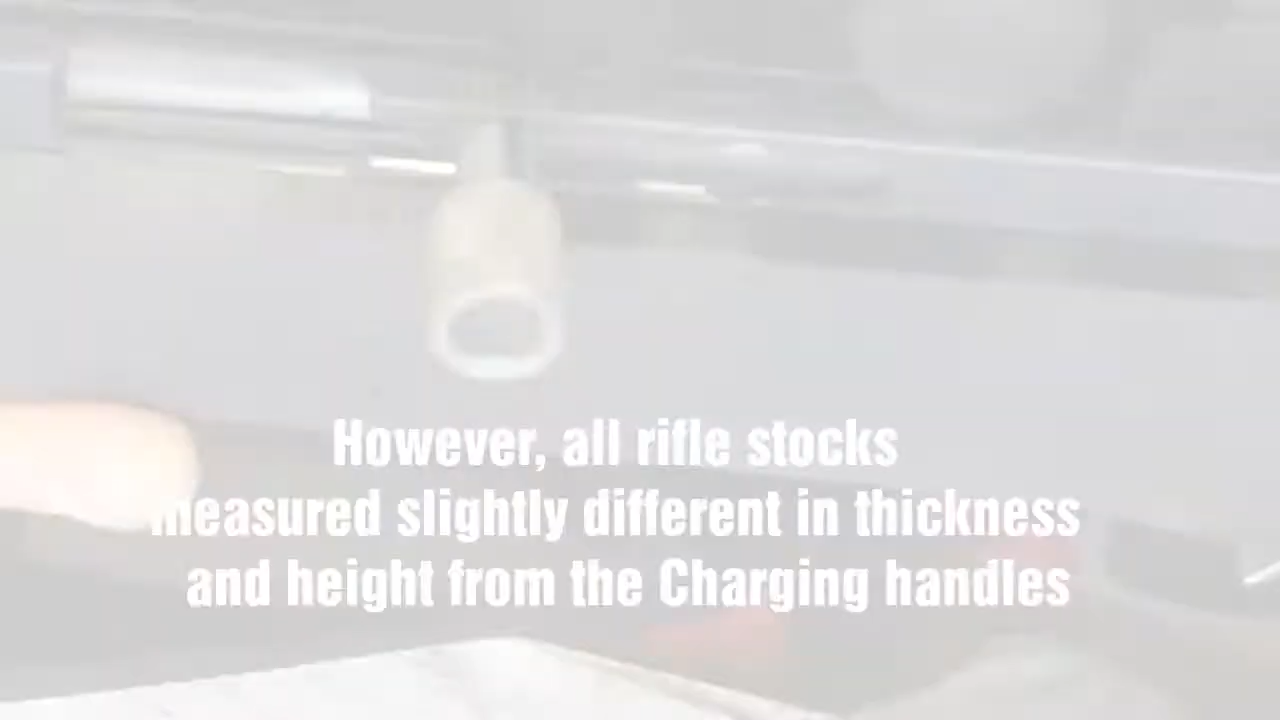 However, all rifle stocks
measured slightly different in thickness
and height from the Charging handles